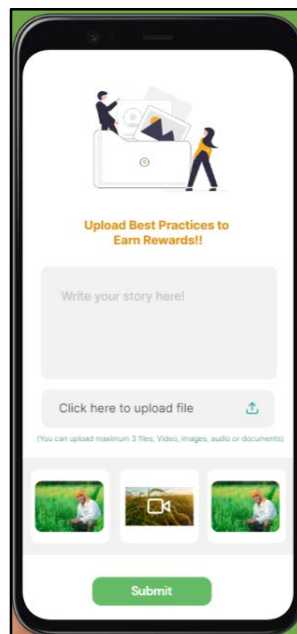 Upload Best Practices to
Earn Rewards!!
Write your story here!
Click here to upload file
(You can upload maximum 3 files, Video, images, audio or documents)
Submit